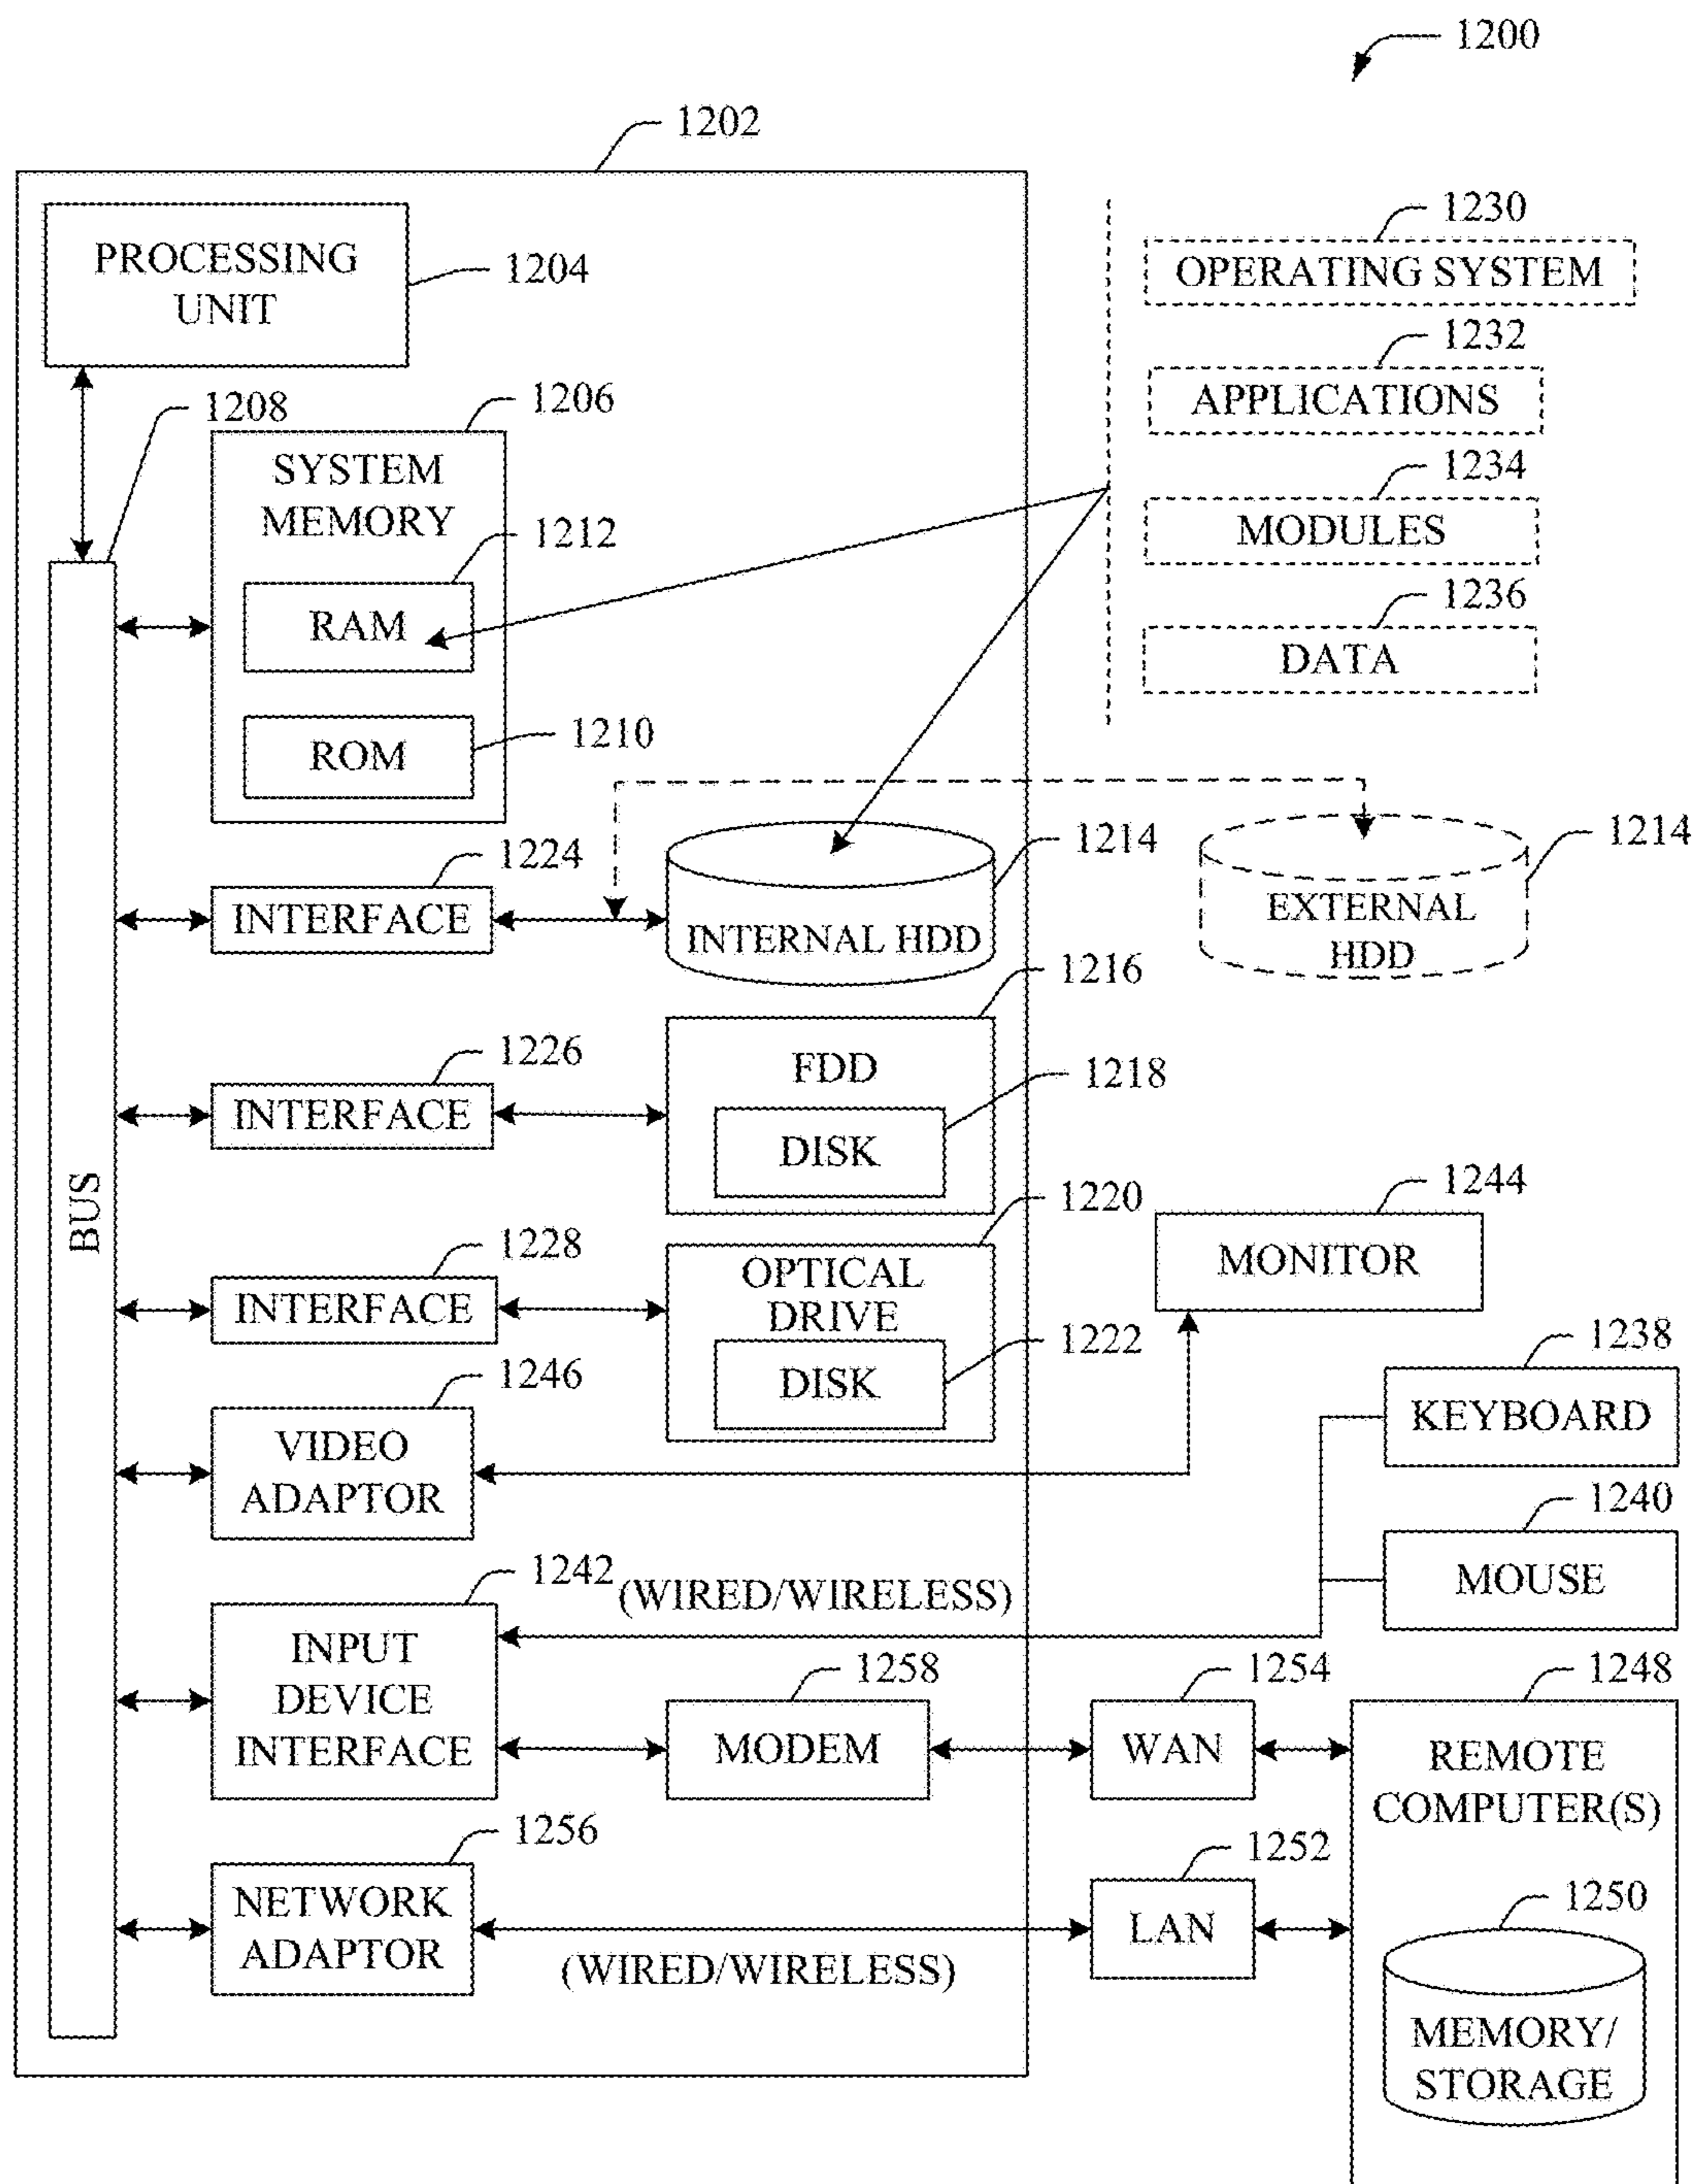 1200
1202
PROCESSING
UNIT
1204
1230
OPERATING SYSTEM
1232
APPLICATIONS
1234
MODULES
1236
DATA
1208
1206
SYSTEM
MEMORY
1212
RAM
1210
ROM
1224
INTERFACE
1214
INTERNAL HDD
1214
EXTERNAL
HDD
1216
FDD
1226
INTERFACE
1218
DISK
BUS
1220
OPTICAL
DRIVE
1228
INTERFACE
1222
DISK
1244
MONITOR
1238
KEYBOARD
1246
VIDEO
ADAPTOR
1240
MOUSE
1242
(WIRED/WIRELESS)
INPUT
DEVICE
INTERFACE
1258
MODEM
1254
WAN
1248
REMOTE
COMPUTER(S)
1256
NETWORK
ADAPTOR
(WIRED/WIRELESS)
1252
LAN
1250
MEMORY/
STORAGE